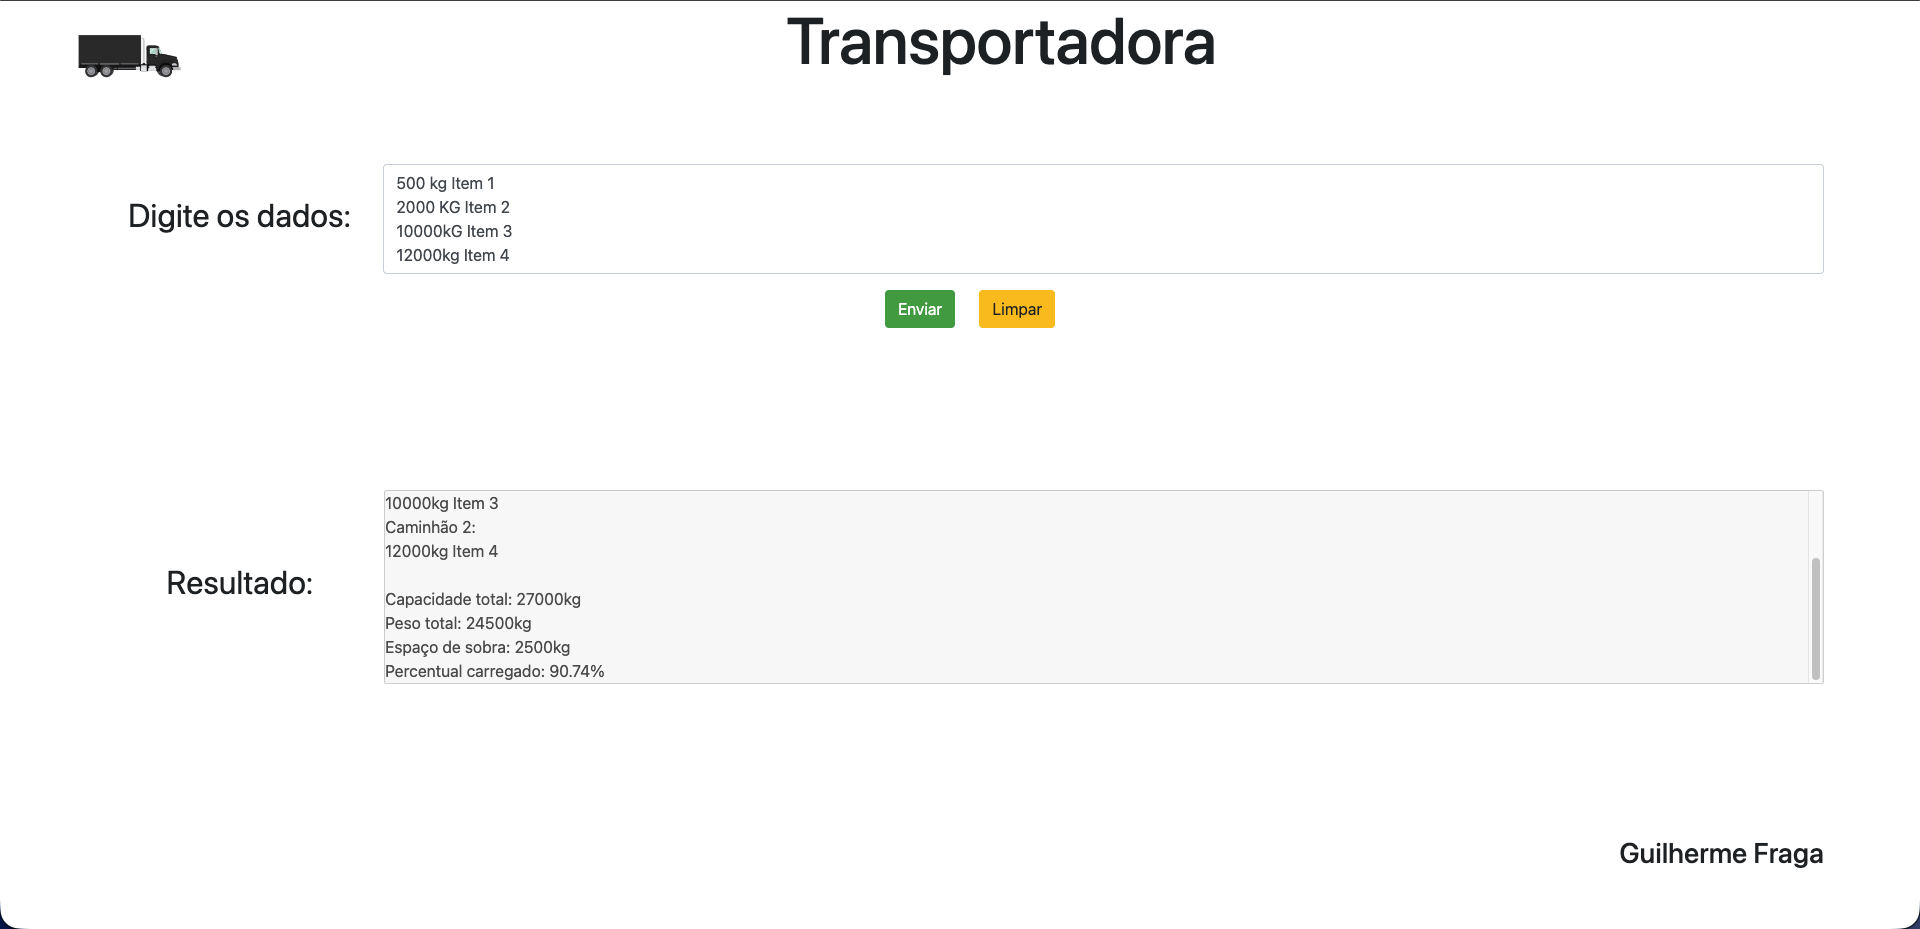 Transportadora
Digite os dados:
500 kg Item 1
2000 KG Item 2
10000kG Item 3
12000kg Item 4
Enviar
Limpar
Resultado:
10000kg Item 3
Caminhão 2:
12000kg Item 4
Capacidade total: 27000kg
Peso total: 24500kg
Espaço de sobra: 2500kg
Percentual carregado: 90.74%
Guilherme Fraga